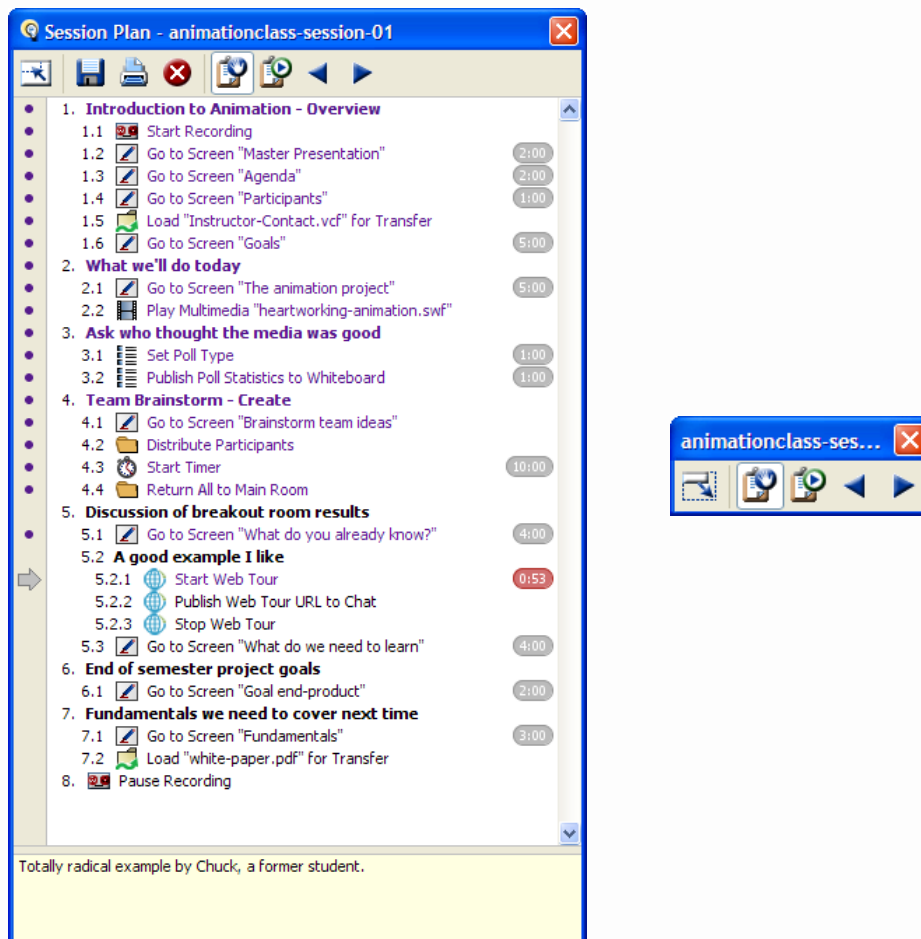 Session Plan - animationclass-session-01
1. Introduction to Animation - Overview
1.1 Start Recording
1.2 Go to Screen "Master Presentation" 2:00
1.3 Go to Screen "Agenda" 2:00
1.4 Go to Screen "Participants" 1:00
1.5 Load "Instructor-Contact.vcf" for Transfer
1.6 Go to Screen "Goals" 5:00
2. What we'll do today
2.1 Go to Screen "The animation project" 5:00
2.2 Play Multimedia "heartworking-animation.swf"
3. Ask who thought the media was good
3.1 Set Poll Type 1:00
3.2 Publish Poll Statistics to Whiteboard 1:00
4. Team Brainstorm - Create
4.1 Go to Screen "Brainstorm team ideas"
4.2 Distribute Participants
4.3 Start Timer 10:00
4.4 Return All to Main Room
5. Discussion of breakout room results
5.1 Go to Screen "What do you already know?" 4:00
5.2 A good example I like
5.2.1 Start Web Tour 0:53
5.2.2 Publish Web Tour URL to Chat
5.2.3 Stop Web Tour
5.3 Go to Screen "What do we need to learn" 4:00
6. End of semester project goals
6.1 Go to Screen "Goal end-product" 2:00
7. Fundamentals we need to cover next time
7.1 Go to Screen "Fundamentals" 3:00
7.2 Load "white-paper.pdf" for Transfer
8. Pause Recording
Totally radical example by Chuck, a former student.
animationclass-ses...